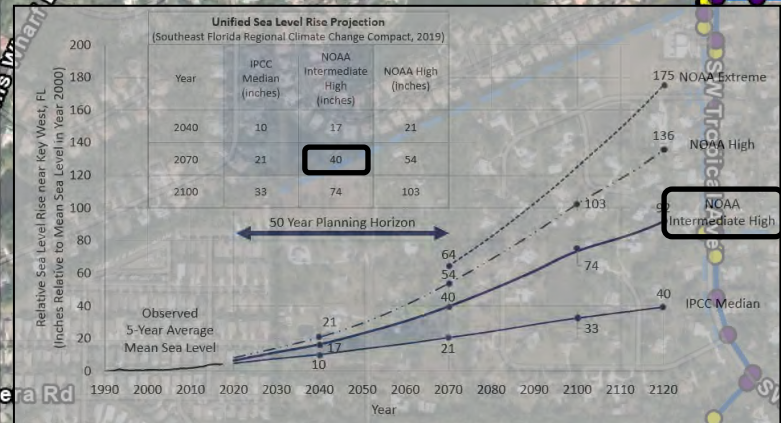 Unified Sea Level Rise Projection
(Southeast Florida Regional Climate Change Compact, 2019)
Year
IPCC
Median
(inches)
NOAA
Intermediate
High
(inches)
NOAA High
(Inches)
2040 10 17 21
2070 21 40 54
2100 33 74 103
50 Year Planning Horizon
Observed
5-Year Average
Mean Sea Level
Relative Sea Level Rise near Key West, FL
(Inches Relative to Mean Sea Level in Year 2000)
200
180
160
140
120
100
80
60
40
20
0
175 NOAA Extreme
136
NOAA High
103
92
NOAA
Intermediate High
74
64
54
40
40
IPCC Median
33
21
21
17
10
1990 2000 2010 2020 2030 2040 2050 2060 2070 2080 2090 2100 2110 2120
Year
SW Tropical Ave
era Rd